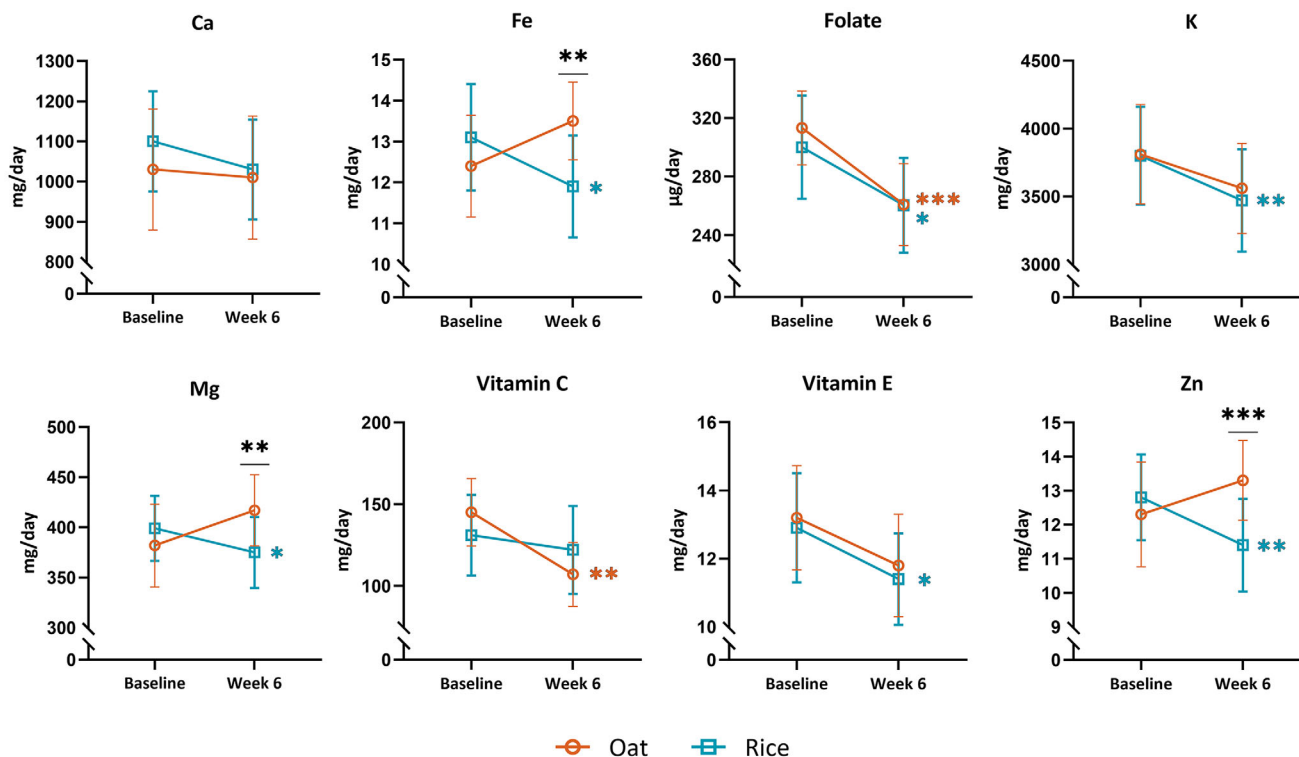 Ca
1300
1200
1100
1000
900
800
0
mg/day
Baseline Week 6
Fe
15
14
13
12
11
10
0
mg/day
**
*
Baseline Week 6
Folate
360
320
280
240
0
µg/day
***
*
Baseline Week 6
K
4500
4000
3500
3000
0
mg/day
**
Baseline Week 6
Mg
500
450
400
350
300
0
mg/day
**
*
Baseline Week 6
Vitamin C
200
150
100
0
mg/day
**
Baseline Week 6
Vitamin E
16
14
12
10
0
mg/day
*
Baseline Week 6
Zn
15
14
13
12
11
10
9
0
mg/day
***
**
Baseline Week 6
Oat Rice